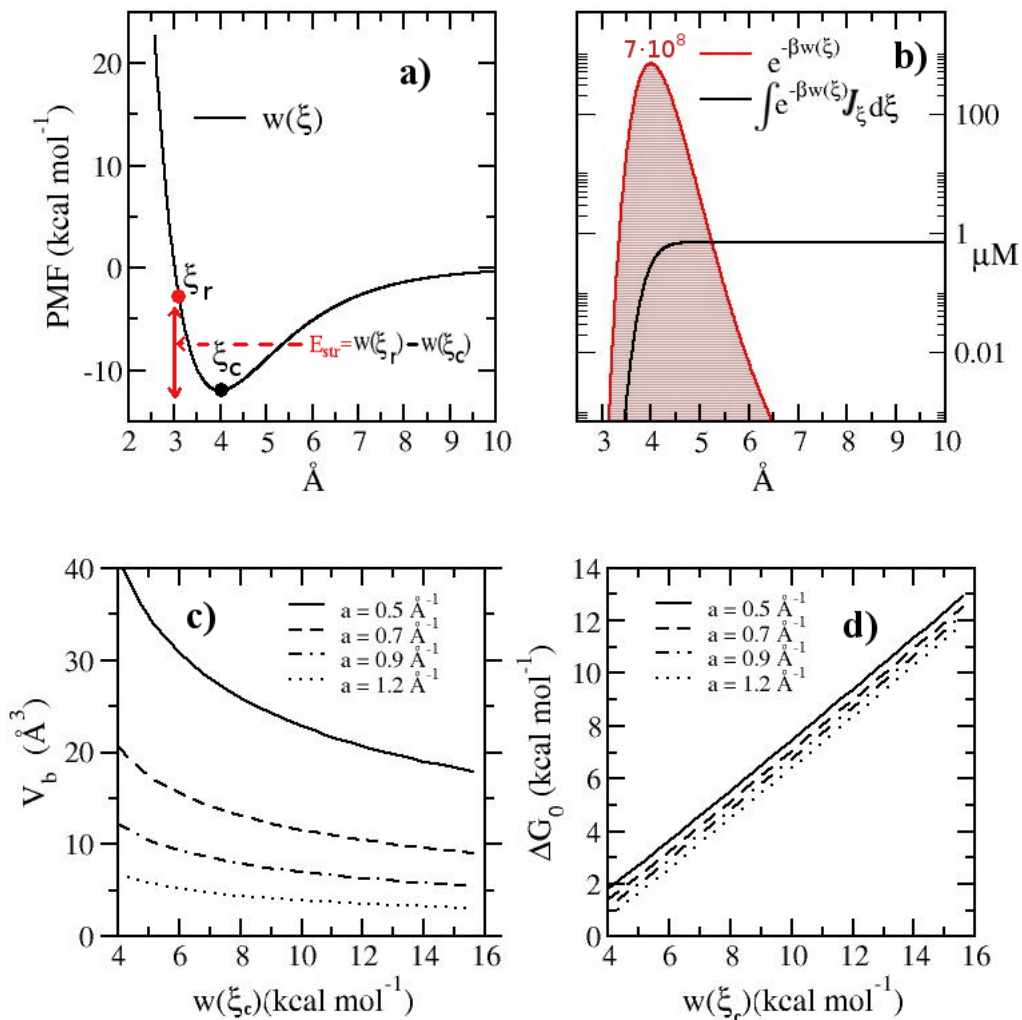 a)
w(ξ)
ξr
ξc
Estr=w(ξr)−w(ξc)
PMF (kcal mol-1)
20
10
0
-10
2 3 4 5 6 7 8 9 10
Å
b)
7·10⁸
e-βw(ξ)
∫e-βw(ξ)Jξdξ
100
1
μM
0.01
3 4 5 6 7 8 9 10
Å
c)
a = 0.5 Å-1
a = 0.7 Å-1
a = 0.9 Å-1
a = 1.2 Å-1
Vb (Å3)
40
30
20
10
0
4 6 8 10 12 14 16
w(ξc)(kcal mol-1)
d)
a = 0.5 Å-1
a = 0.7 Å-1
a = 0.9 Å-1
a = 1.2 Å-1
ΔG0 (kcal mol-1)
14
12
10
8
6
4
2
0
4 6 8 10 12 14 16
w(ξc)(kcal mol-1)